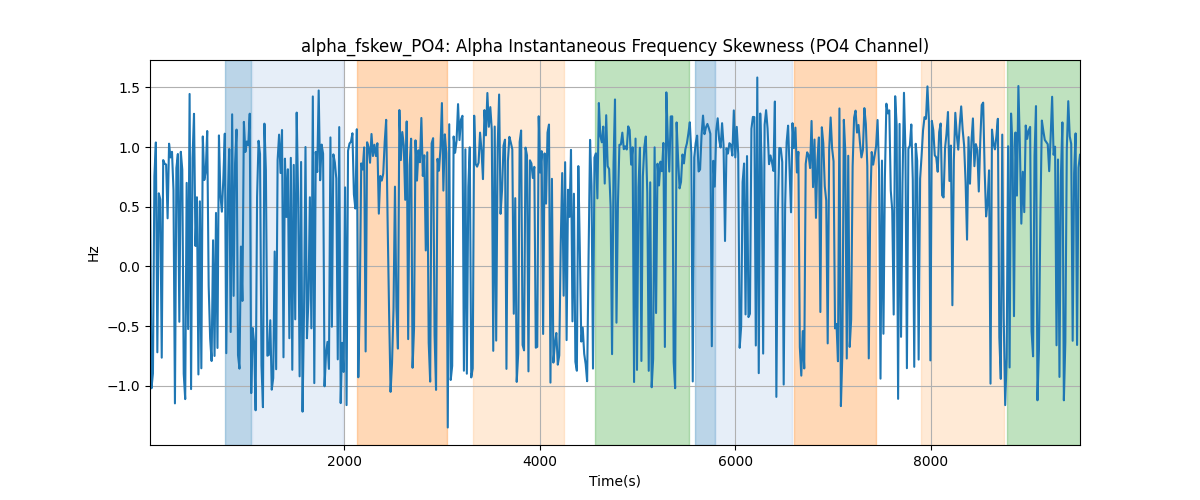 alpha_fskew_PO4: Alpha Instantaneous Frequency Skewness (PO4 Channel)
1.5
1.0
0.5
0.0
−0.5
−1.0
Hz
2000 4000 6000 8000
Time(s)